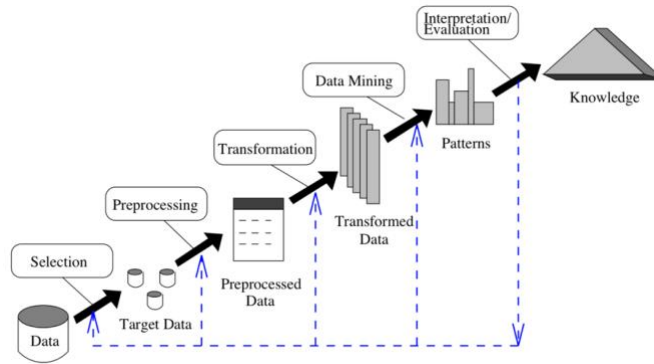 Interpretation/
Evaluation
Data Mining
Knowledge
Transformation
Patterns
Preprocessing
Transformed
Data
Selection
Preprocessed
Data
Target Data
Data